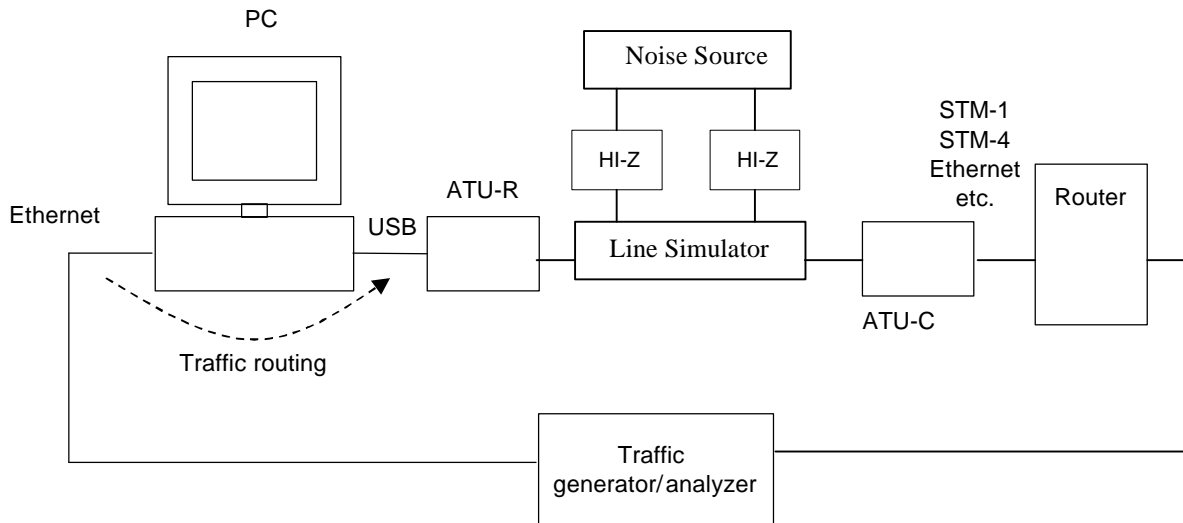 PC
Noise Source
HI-Z
HI-Z
STM-1
STM-4
Ethernet
etc.
Router
ATU-R
Ethernet
USB
Line Simulator
ATU-C
Traffic routing
Traffic
generator/analyzer